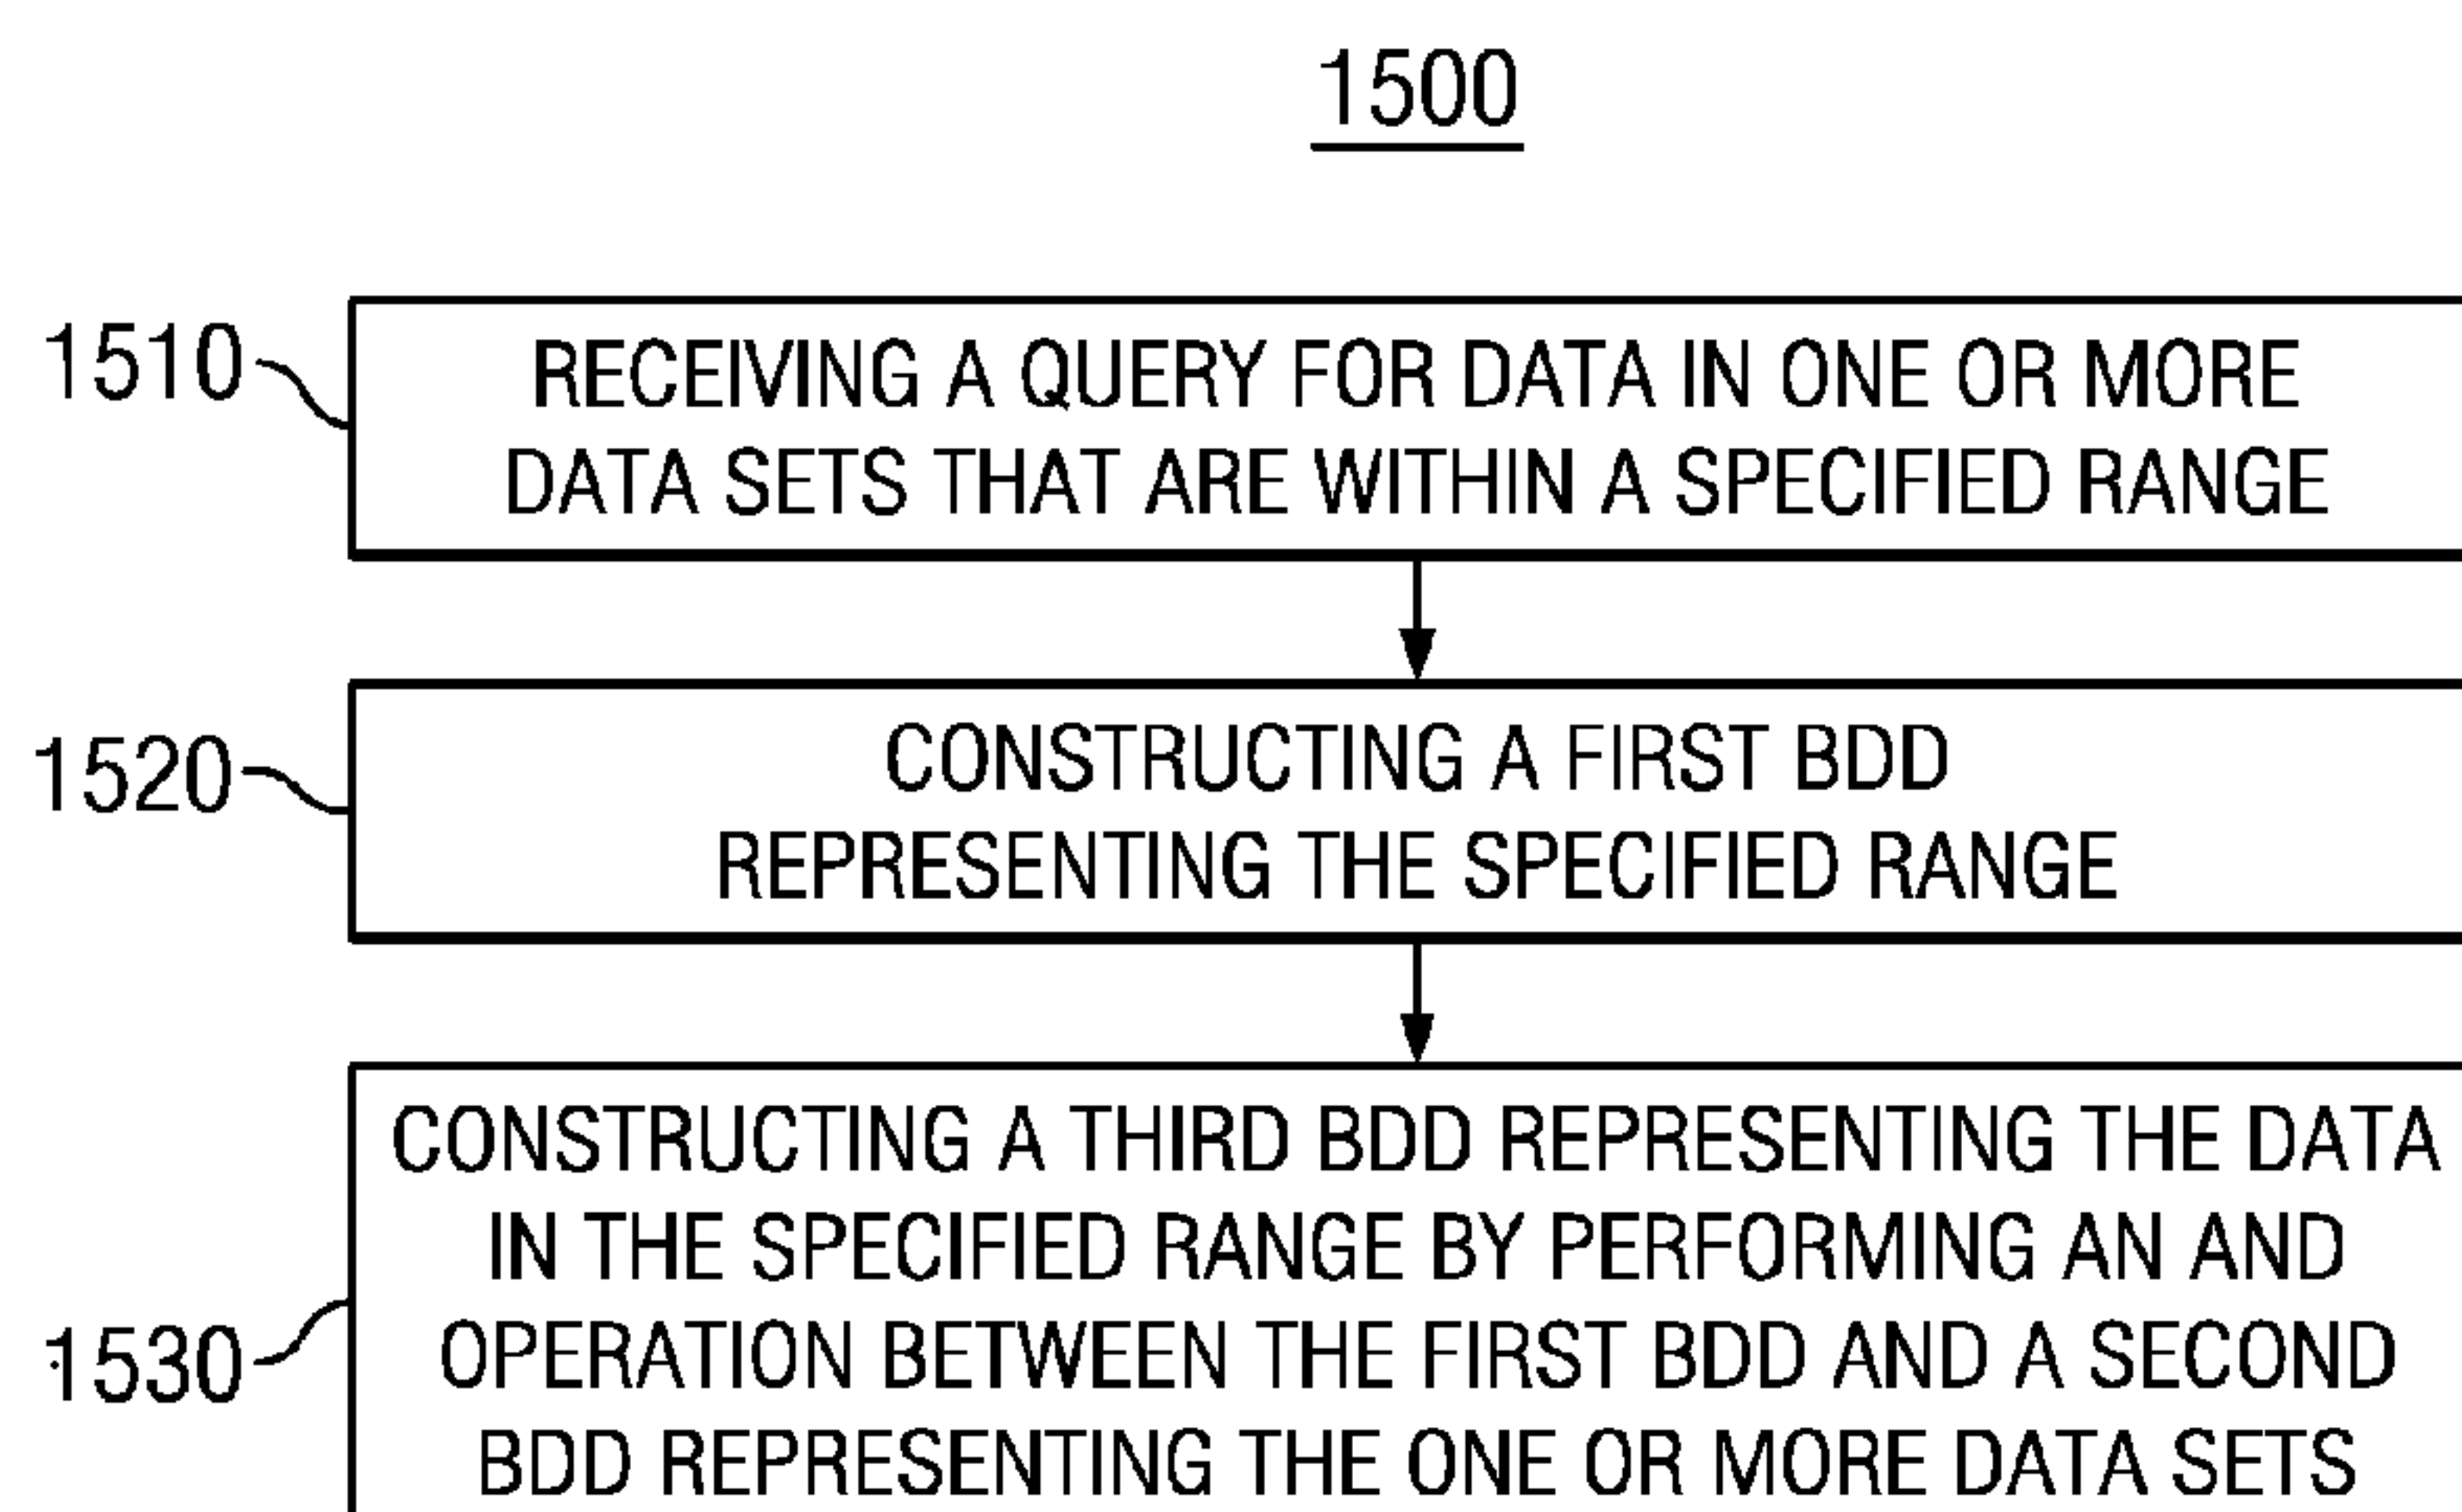 1500
1510
RECEIVING A QUERY FOR DATA IN ONE OR MORE
DATA SETS THAT ARE WITHIN A SPECIFIED RANGE
1520
CONSTRUCTING A FIRST BDD
REPRESENTING THE SPECIFIED RANGE
1530
CONSTRUCTING A THIRD BDD REPRESENTING THE DATA
IN THE SPECIFIED RANGE BY PERFORMING AN AND
OPERATION BETWEEN THE FIRST BDD AND A SECOND
BDD REPRESENTING THE ONE OR MORE DATA SETS